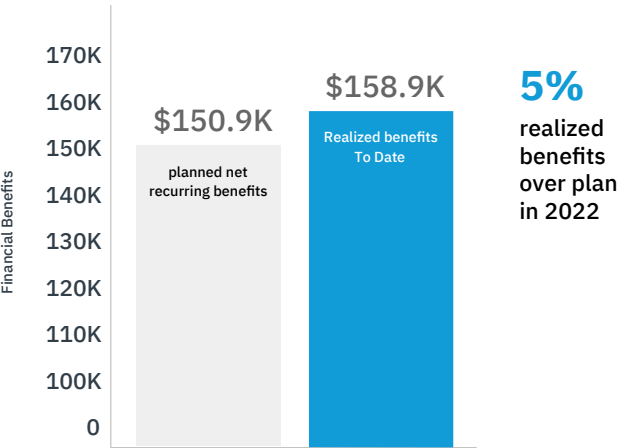 Financial Benefits
170K
160K
150K
140K
130K
120K
110K
100K
0
$150.9K
planned net
recurring benefits
$158.9K
Realized benefits
To Date
5%
realized
benefits
over plan
in 2022